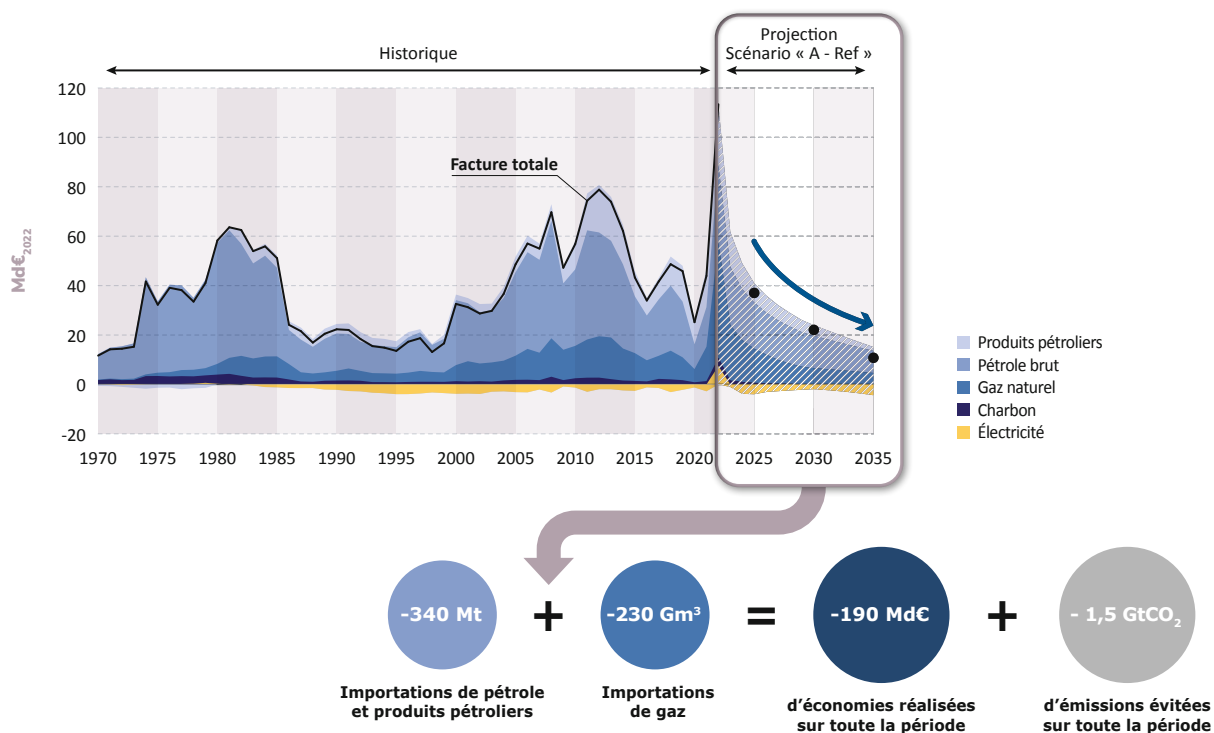 Projection
Scénario « A - Ref »
Historique
120
100
80
60
40
20
0
-20
Md€2022
Facture totale
1970 1975 1980 1985 1990 1995 2000 2005 2010 2015 2020 2025 2030 2035
Produits pétroliers
Pétrole brut
Gaz naturel
Charbon
Électricité
-340 Mt + -230 Gm³ = -190 Md€ + - 1,5 GtCO₂
Importations de pétrole
et produits pétroliers
Importations
de gaz
d’économies réalisées
sur toute la période
d’émissions évitées
sur toute la période